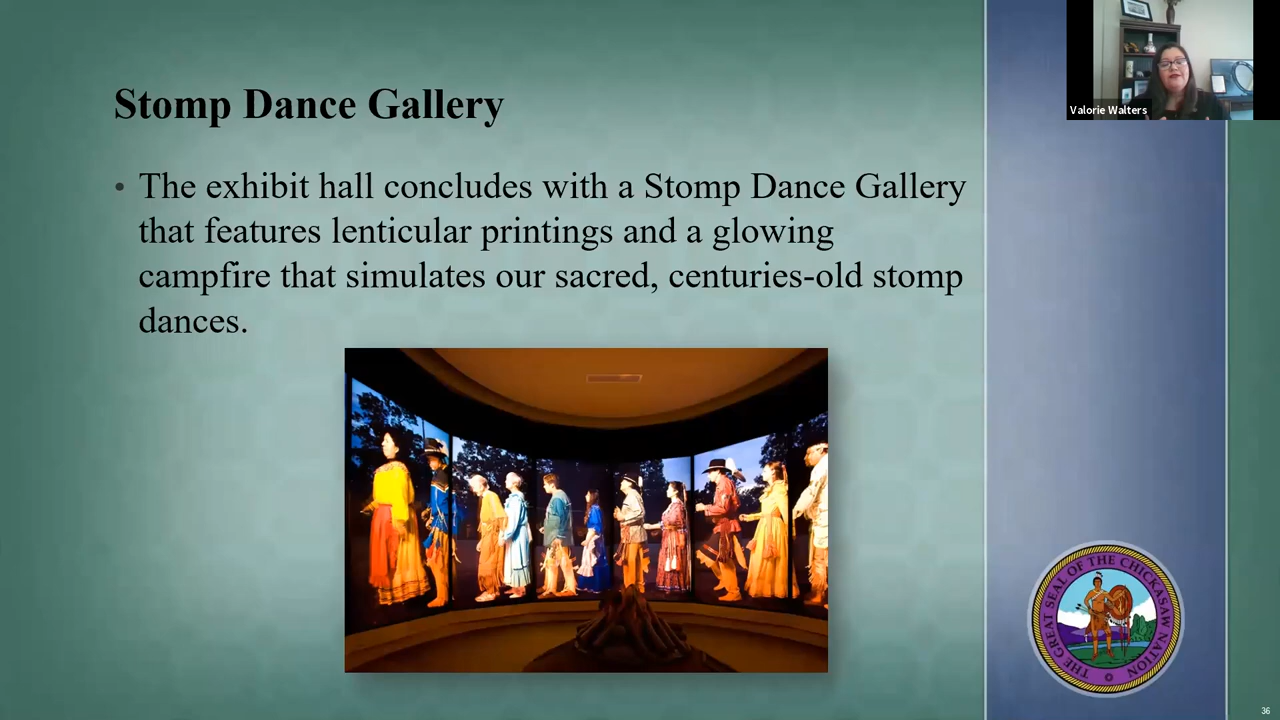 Valorie Walters
Stomp Dance Gallery
• The exhibit hall concludes with a Stomp Dance Gallery
that features lenticular printings and a glowing
campfire that simulates our sacred, centuries-old stomp
dances.
THE GREAT SEAL OF THE CHICKASAW NATION
36